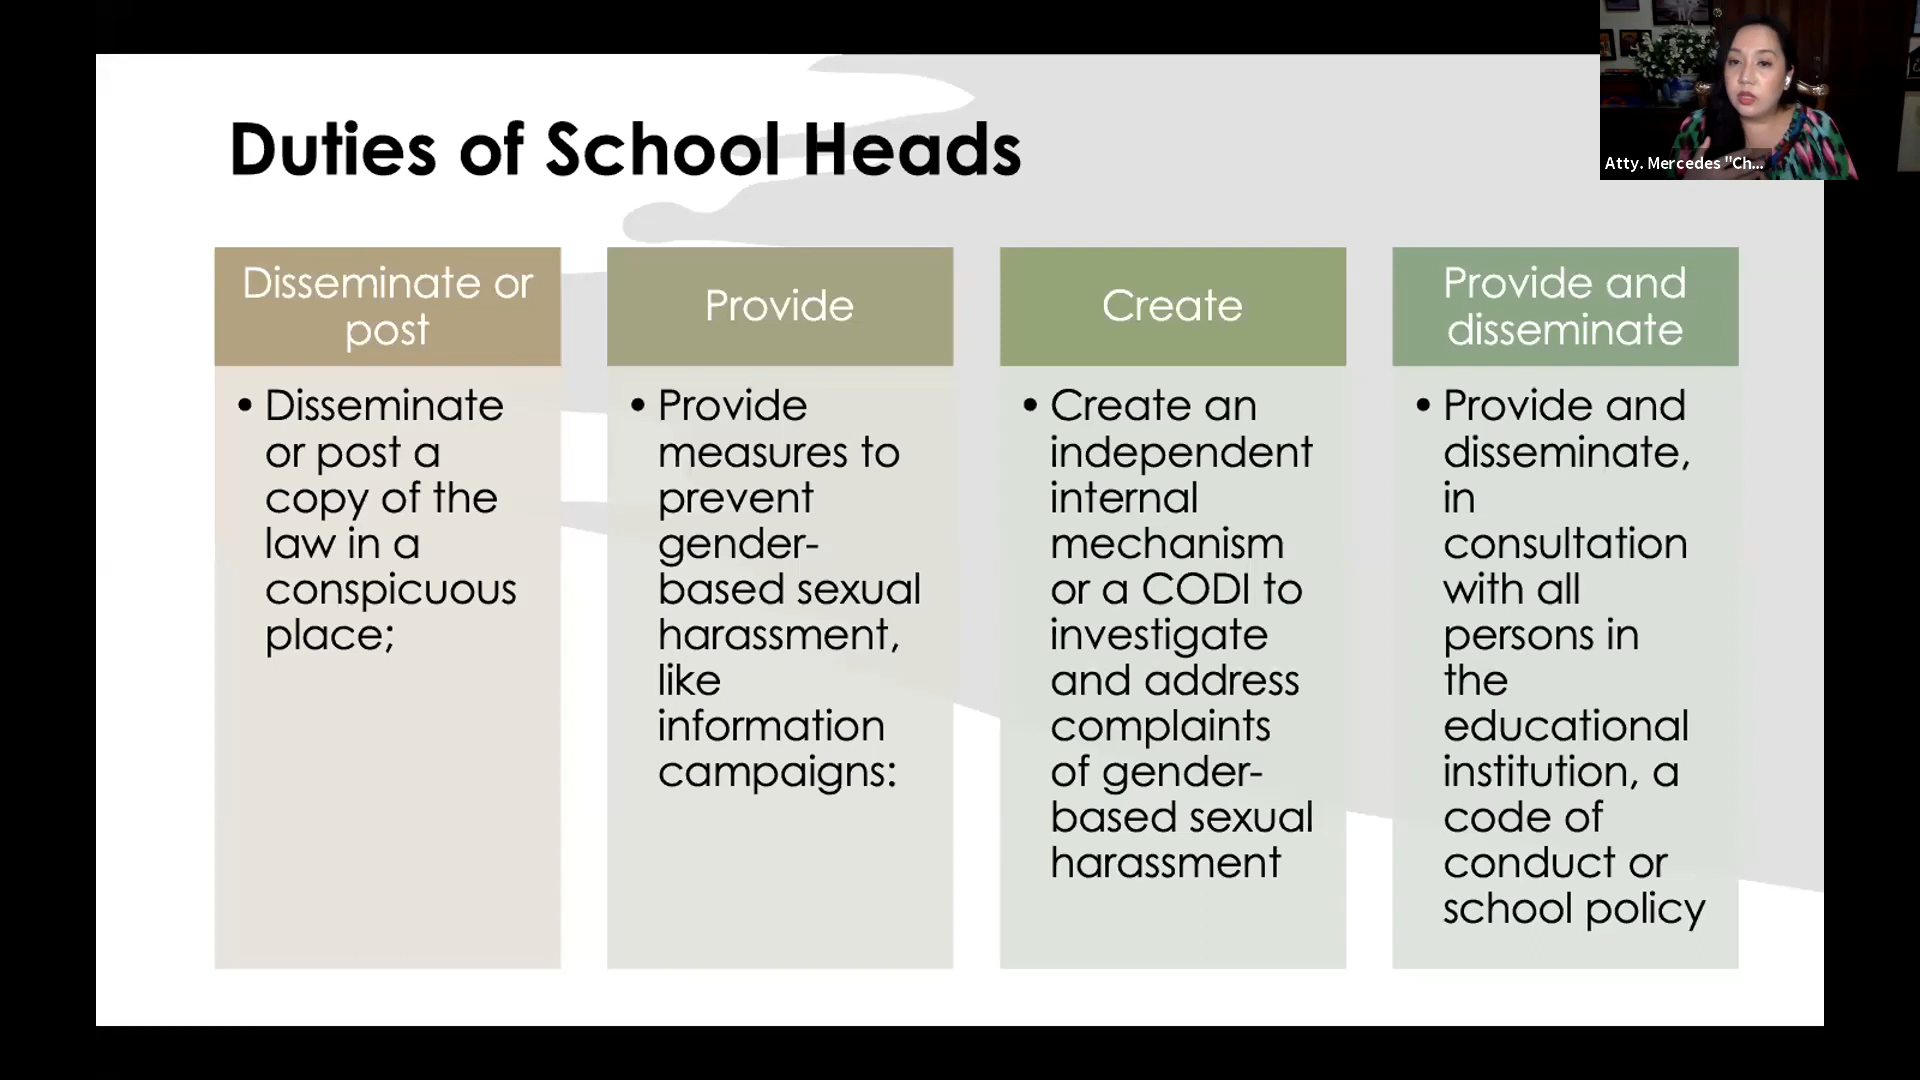 Duties of School Heads
Disseminate or
post
• Disseminate
or post a
copy of the
law in a
conspicuous
place;
Provide
• Provide
measures to
prevent
gender-
based sexual
harassment,
like
information
campaigns:
Create
• Create an
independent
internal
mechanism
or a CODI to
investigate
and address
complaints
of gender-
based sexual
harassment
Provide and
disseminate
• Provide and
disseminate,
in
consultation
with all
persons in
the
educational
institution, a
code of
conduct or
school policy
Atty. Mercedes "Ch...